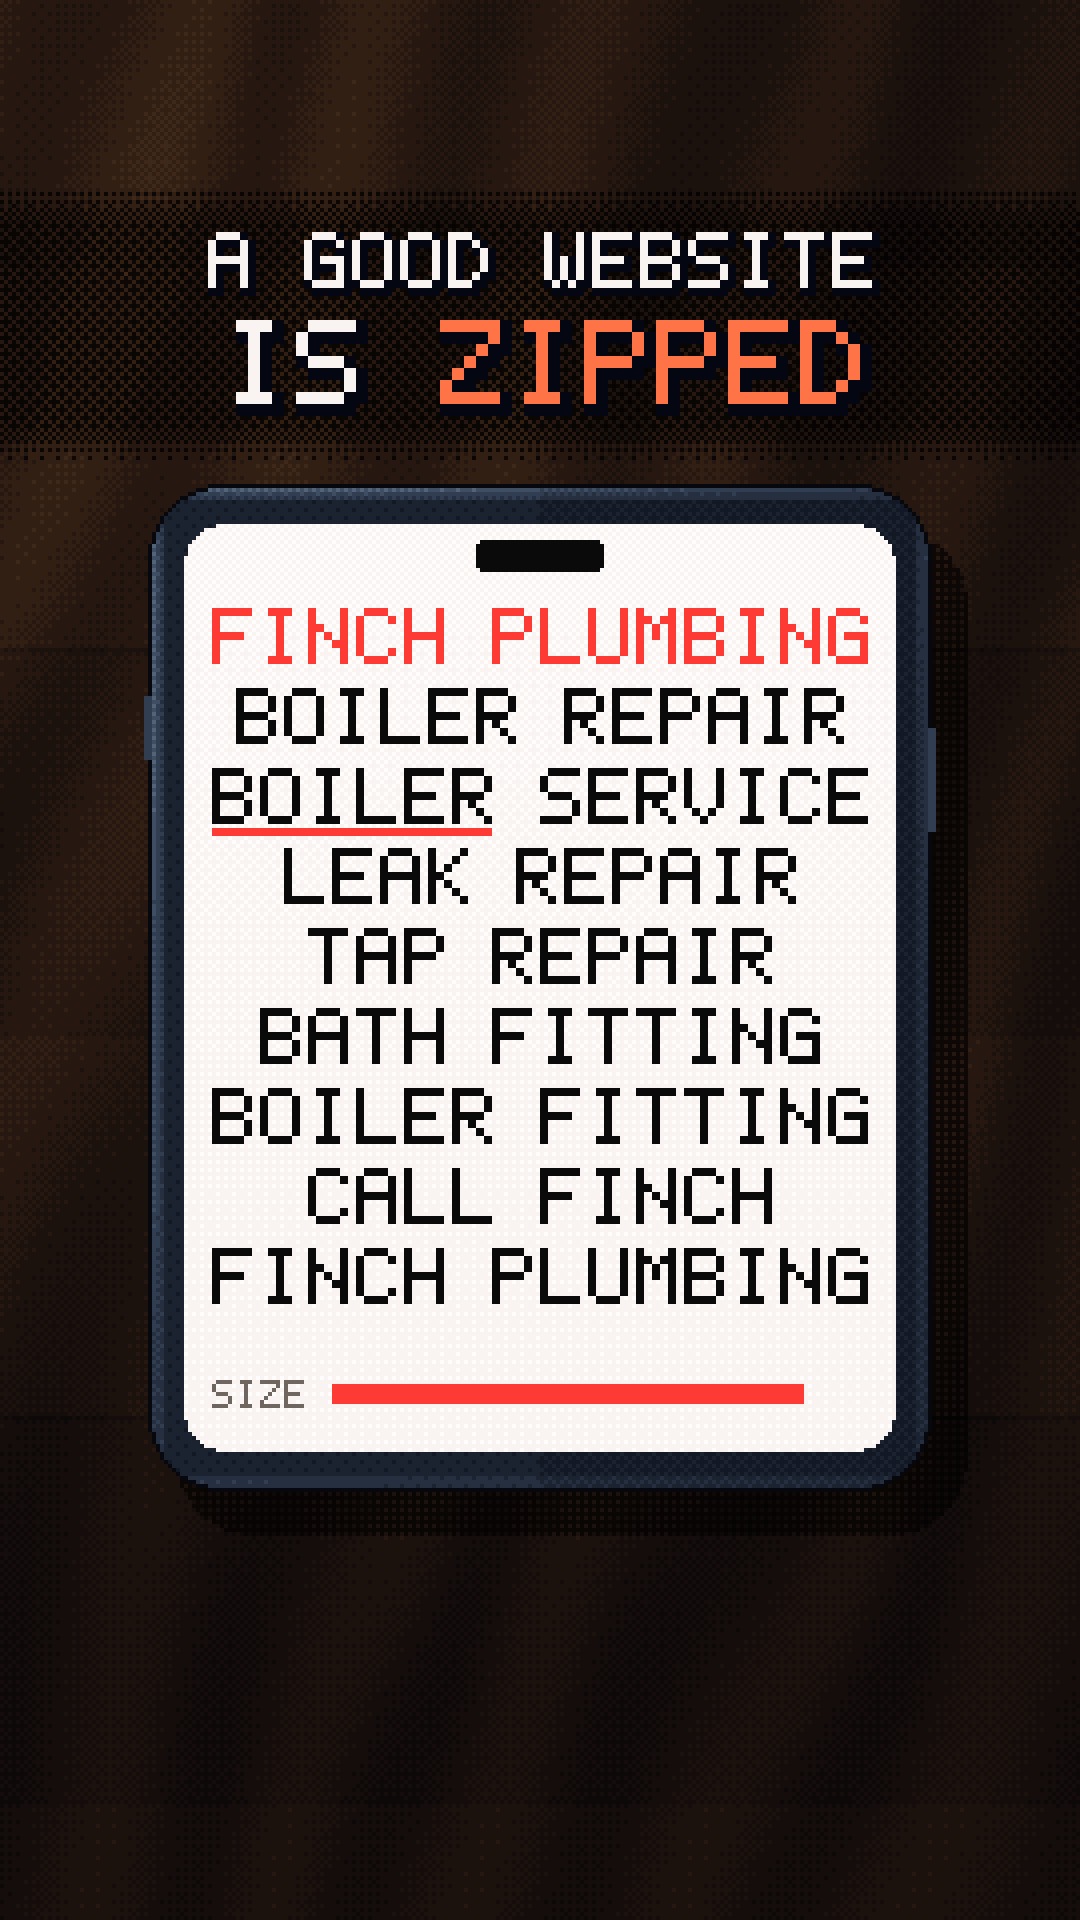 A GOOD WEBSITE
IS ZIPPED
FINCH PLUMBING
BOILER REPAIR
BOILER SERVICE
LEAK REPAIR
TAP REPAIR
BATH FITTING
BOILER FITTING
CALL FINCH
FINCH PLUMBING
SIZE